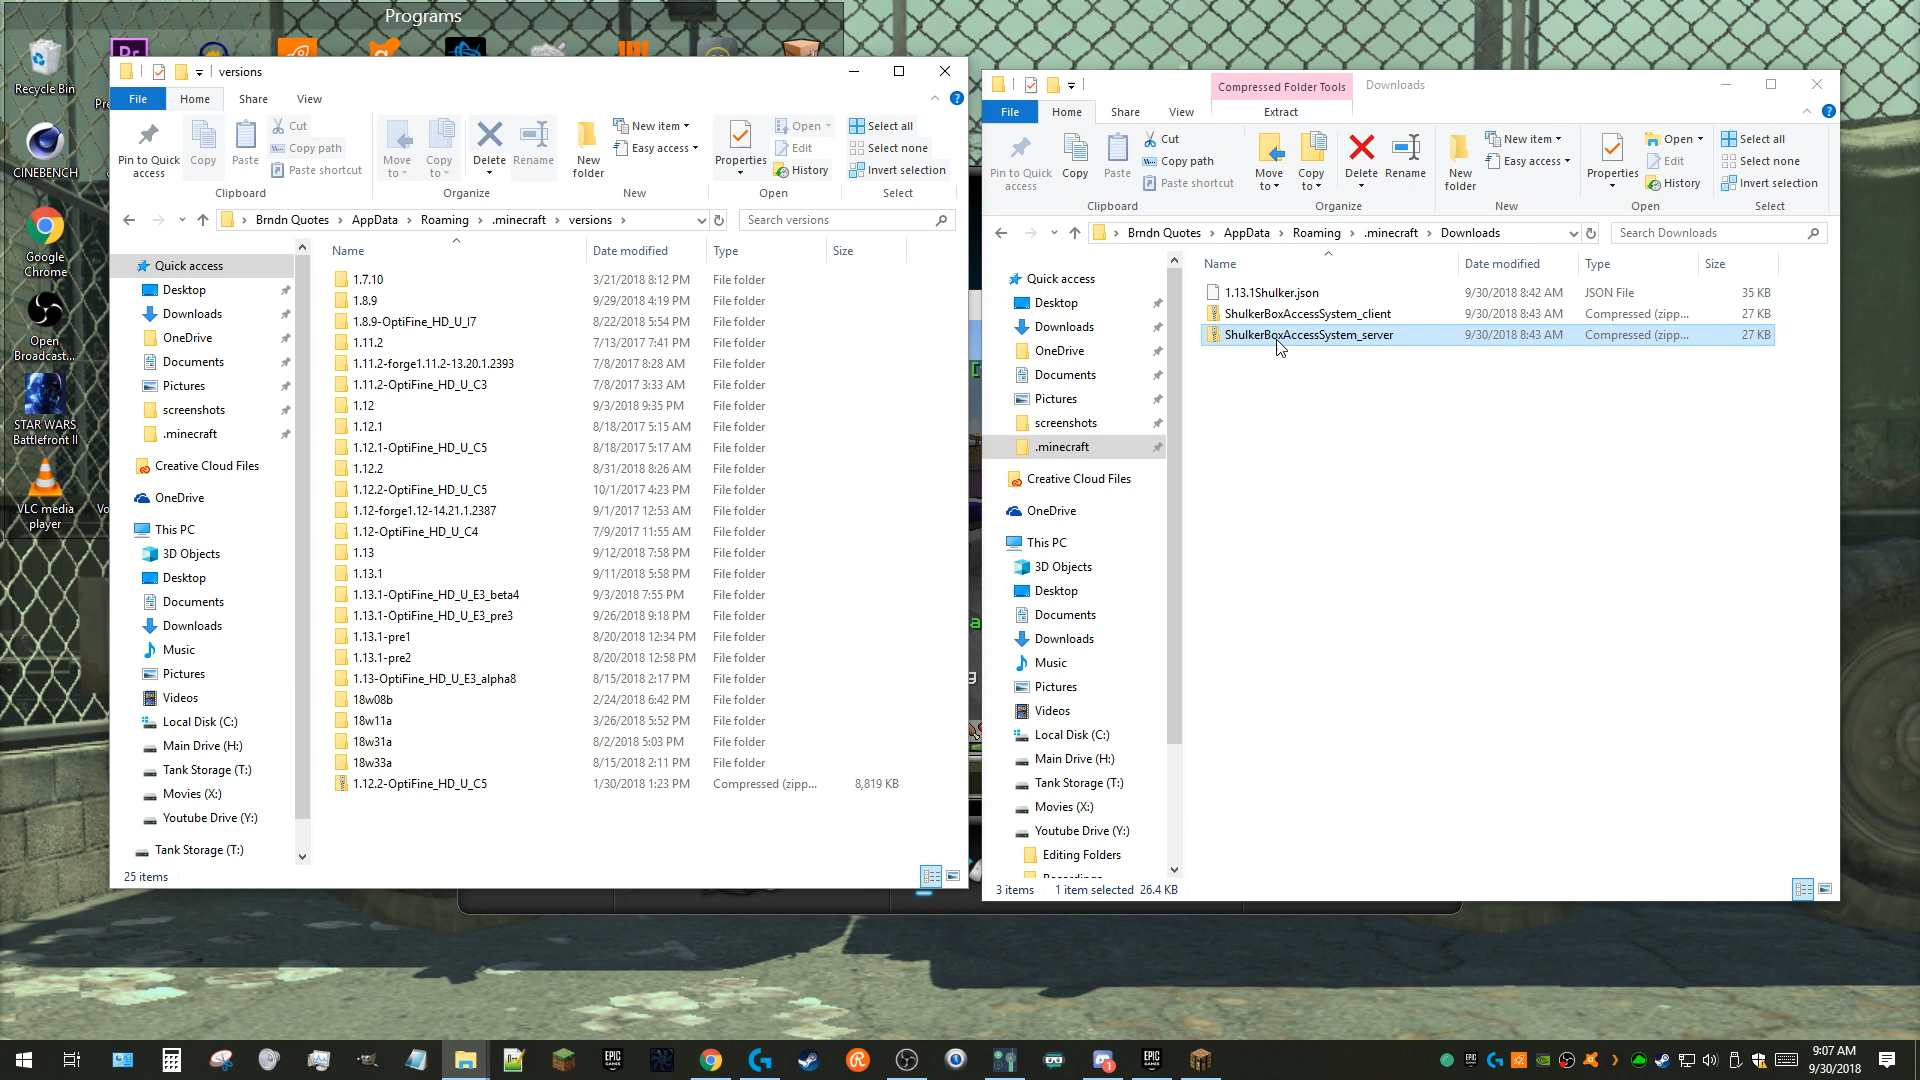 Programs
Recycle Bin
CINEBENCH
Google
Chrome
Open
Broadcast...
STAR WARS
Battlefront II
VLC media
player
Pr
versions
File
Home
Share
View
Pin to Quick
access
Copy
Paste
Cut
Copy path
Paste shortcut
Clipboard
Move
to
Copy
to
Delete
Rename
Organize
New
folder
New item
Easy access
New
Properties
Open
Edit
History
Open
Select all
Select none
Invert selection
Select
Brndn Quotes
AppData
Roaming
.minecraft
versions
Search versions
Quick access
Desktop
Downloads
OneDrive
Documents
Pictures
screenshots
.minecraft
Creative Cloud Files
OneDrive
This PC
3D Objects
Desktop
Documents
Downloads
Music
Pictures
Videos
Local Disk (C:)
Main Drive (H:)
Tank Storage (T:)
Movies (X:)
Youtube Drive (Y:)
Tank Storage (T:)
Name Date modified Type Size
1.7.10 3/21/2018 8:12 PM File folder
1.8.9 9/29/2018 4:19 PM File folder
1.8.9-OptiFine_HD_U_I7 8/22/2018 5:54 PM File folder
1.11.2 7/13/2017 7:41 PM File folder
1.11.2-forge1.11.2-13.20.1.2393 7/8/2017 8:28 AM File folder
1.11.2-OptiFine_HD_U_C3 7/8/2017 3:33 AM File folder
1.12 9/3/2018 9:35 PM File folder
1.12.1 8/18/2017 5:15 AM File folder
1.12.1-OptiFine_HD_U_C5 8/18/2017 5:17 AM File folder
1.12.2 8/31/2018 8:26 AM File folder
1.12.2-OptiFine_HD_U_C5 10/1/2017 4:23 PM File folder
1.12-forge1.12-14.21.1.2387 9/1/2017 12:53 AM File folder
1.12-OptiFine_HD_U_C4 7/9/2017 11:55 AM File folder
1.13 9/12/2018 7:58 PM File folder
1.13.1 9/11/2018 5:58 PM File folder
1.13.1-OptiFine_HD_U_E3_beta4 9/3/2018 7:55 PM File folder
1.13.1-OptiFine_HD_U_E3_pre3 9/26/2018 9:18 PM File folder
1.13.1-pre1 8/20/2018 12:34 PM File folder
1.13.1-pre2 8/20/2018 12:58 PM File folder
1.13-OptiFine_HD_U_E3_alpha8 8/15/2018 2:17 PM File folder
18w08b 2/24/2018 6:42 PM File folder
18w11a 3/26/2018 5:52 PM File folder
18w31a 8/2/2018 5:03 PM File folder
18w33a 8/15/2018 2:11 PM File folder
1.12.2-OptiFine_HD_U_C5 1/30/2018 1:23 PM Compressed (zipp... 8,819 KB
25 items
Compressed Folder Tools
Downloads
File
Home
Share
View
Extract
Pin to Quick
access
Copy
Paste
Cut
Copy path
Paste shortcut
Clipboard
Move
to
Copy
to
Delete
Rename
Organize
New
folder
New item
Easy access
New
Properties
Open
Edit
History
Open
Select all
Select none
Invert selection
Select
Brndn Quotes
AppData
Roaming
.minecraft
Downloads
Search Downloads
Quick access
Desktop
Downloads
OneDrive
Documents
Pictures
screenshots
.minecraft
Creative Cloud Files
OneDrive
This PC
3D Objects
Desktop
Documents
Downloads
Music
Pictures
Videos
Local Disk (C:)
Main Drive (H:)
Tank Storage (T:)
Movies (X:)
Youtube Drive (Y:)
Editing Folders
Name Date modified Type Size
1.13.1Shulker.json 9/30/2018 8:42 AM JSON File 35 KB
ShulkerBoxAccessSystem_client 9/30/2018 8:43 AM Compressed (zipp... 27 KB
ShulkerBoxAccessSystem_server 9/30/2018 8:43 AM Compressed (zipp... 27 KB
3 items 1 item selected 26.4 KB
EPIC
GAMES
EPIC
GAMES
9:07 AM
9/30/2018